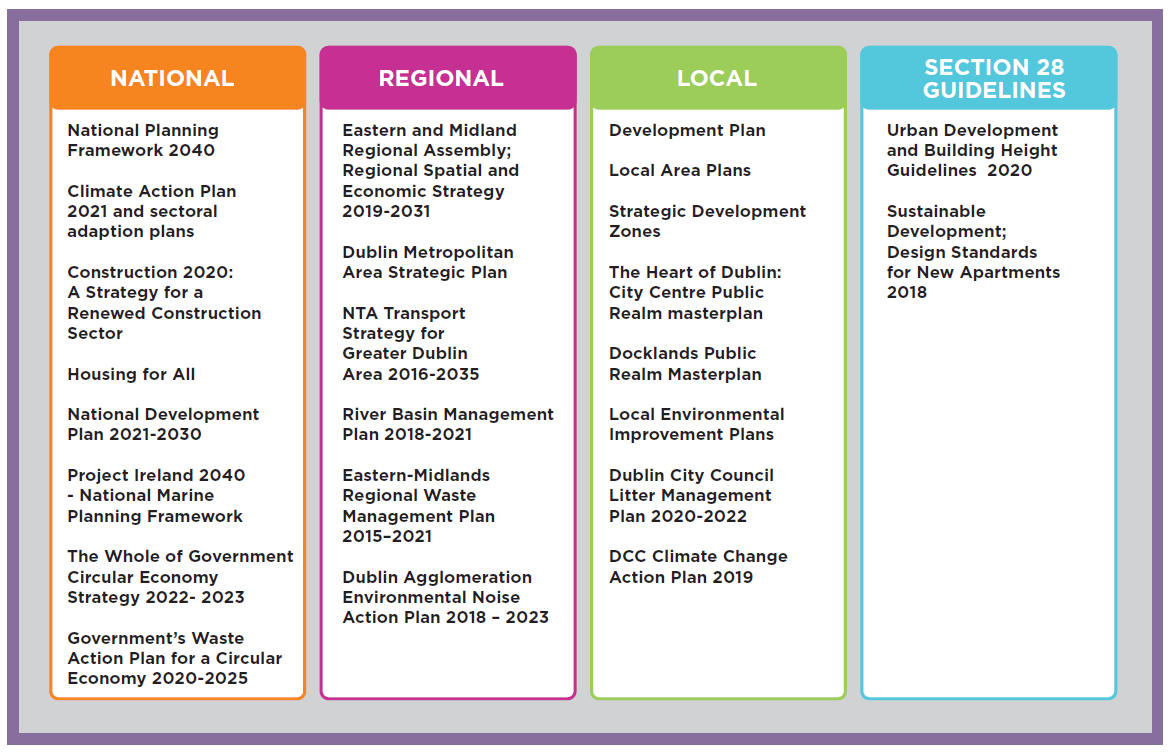 NATIONAL
National Planning
Framework 2040
Climate Action Plan
2021 and sectoral
adaption plans
Construction 2020:
A Strategy for a
Renewed Construction
Sector
Housing for All
National Development
Plan 2021-2030
Project Ireland 2040
- National Marine
Planning Framework
The Whole of Government
Circular Economy
Strategy 2022- 2023
Government’s Waste
Action Plan for a Circular
Economy 2020-2025
REGIONAL
Eastern and Midland
Regional Assembly;
Regional Spatial and
Economic Strategy
2019-2031
Dublin Metropolitan
Area Strategic Plan
NTA Transport
Strategy for
Greater Dublin
Area 2016-2035
River Basin Management
Plan 2018-2021
Eastern-Midlands
Regional Waste
Management Plan
2015–2021
Dublin Agglomeration
Environmental Noise
Action Plan 2018 – 2023
LOCAL
Development Plan
Local Area Plans
Strategic Development
Zones
The Heart of Dublin:
City Centre Public
Realm masterplan
Docklands Public
Realm Masterplan
Local Environmental
Improvement Plans
Dublin City Council
Litter Management
Plan 2020-2022
DCC Climate Change
Action Plan 2019
SECTION 28
GUIDELINES
Urban Development
and Building Height
Guidelines  2020
Sustainable
Development;
Design Standards
for New Apartments
2018